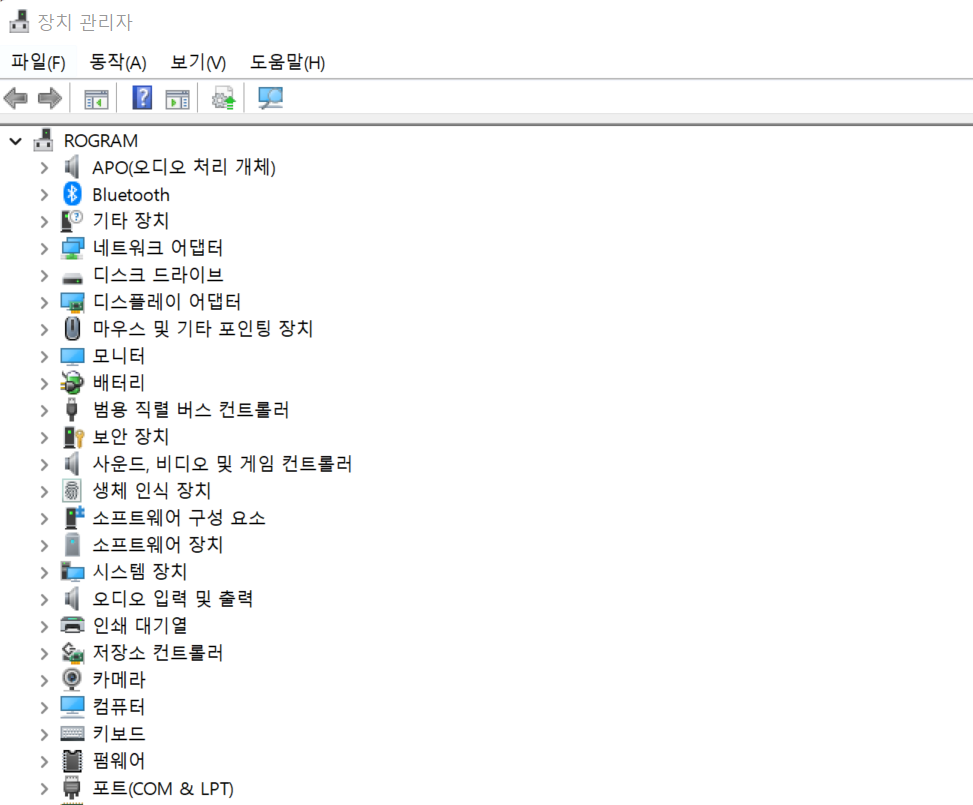 장치 관리자
파일(F) 동작(A) 보기(V) 도움말(H)
ROGRAM
APO(오디오 처리 개체)
Bluetooth
기타 장치
네트워크 어댑터
디스크 드라이브
디스플레이 어댑터
마우스 및 기타 포인팅 장치
모니터
배터리
범용 직렬 버스 컨트롤러
보안 장치
사운드, 비디오 및 게임 컨트롤러
생체 인식 장치
소프트웨어 구성 요소
소프트웨어 장치
시스템 장치
오디오 입력 및 출력
인쇄 대기열
저장소 컨트롤러
카메라
컴퓨터
키보드
펌웨어
포트(COM & LPT)